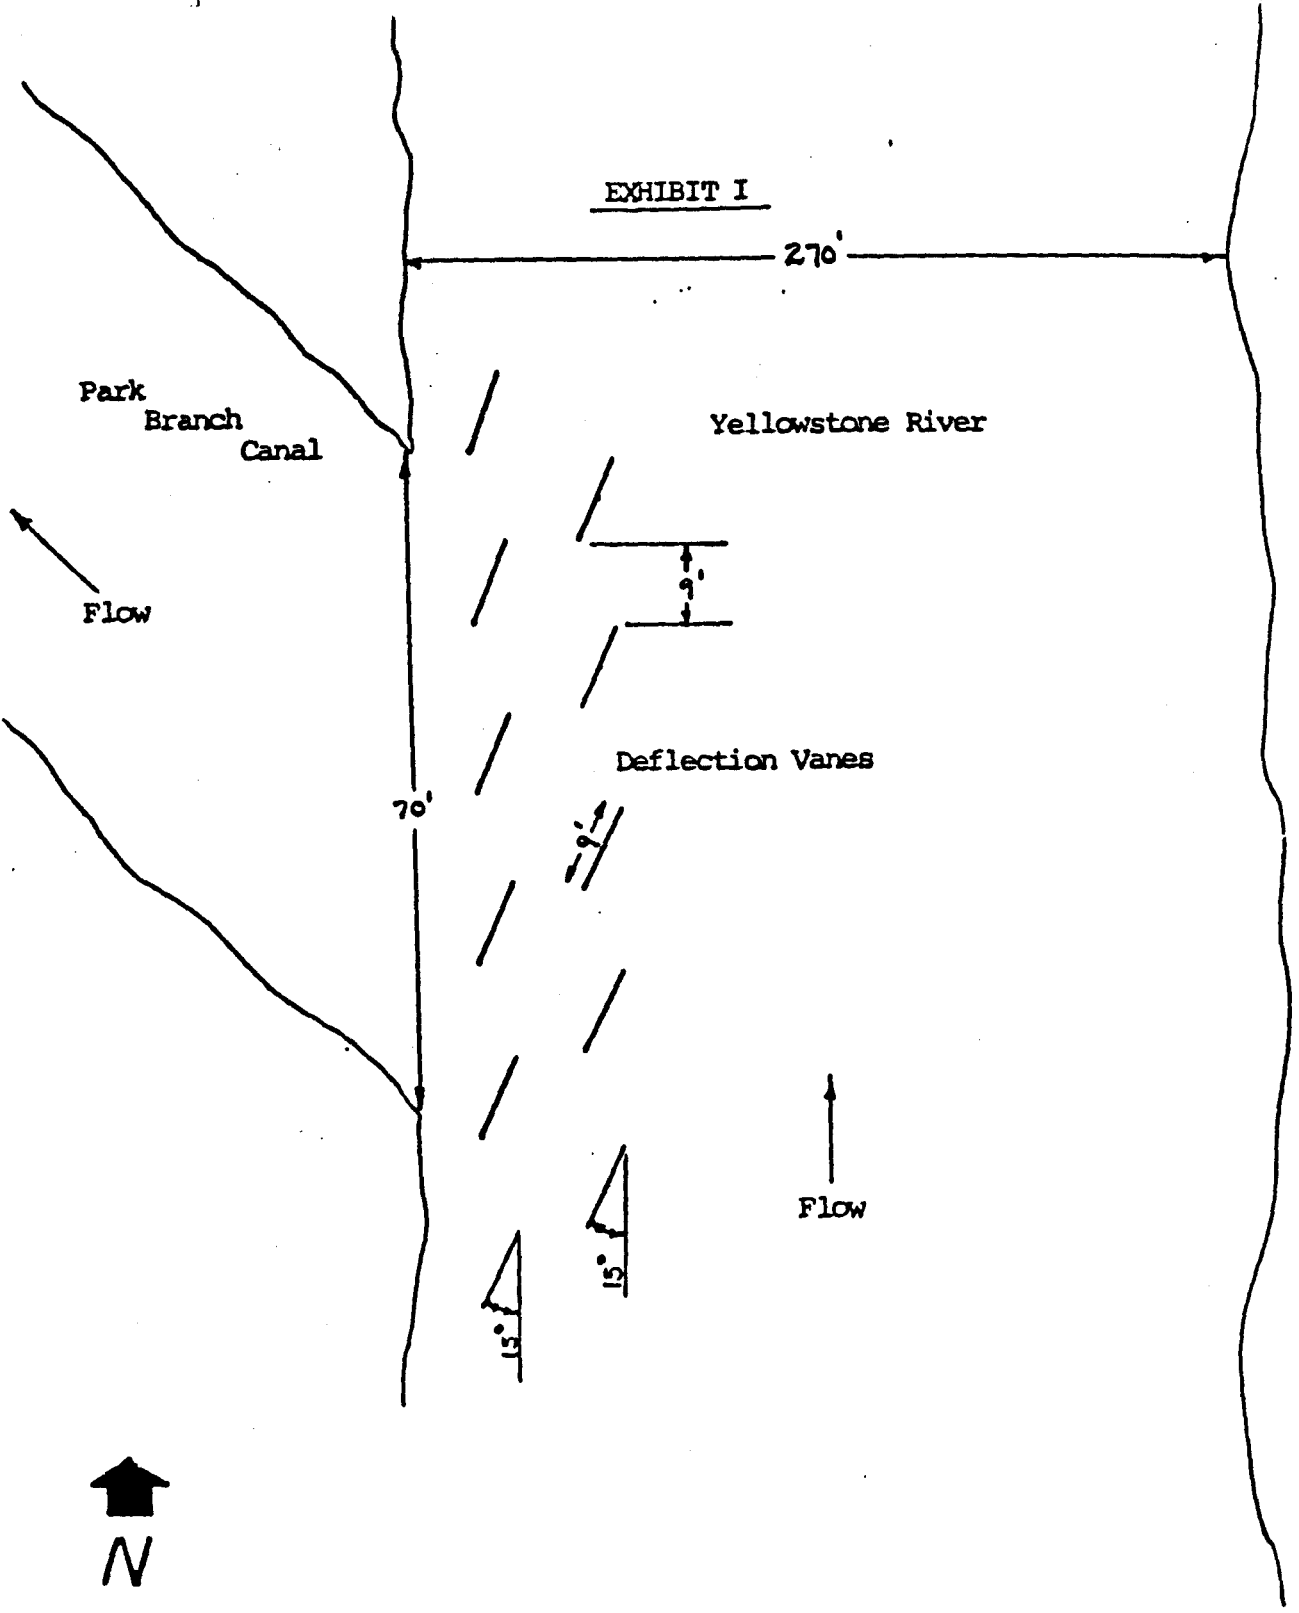 EXHIBIT I
270'
Park
Branch
Canal
Yellowstone River
9'
Flow
Deflection Vanes
70'
9'
Flow
15°
15°
N